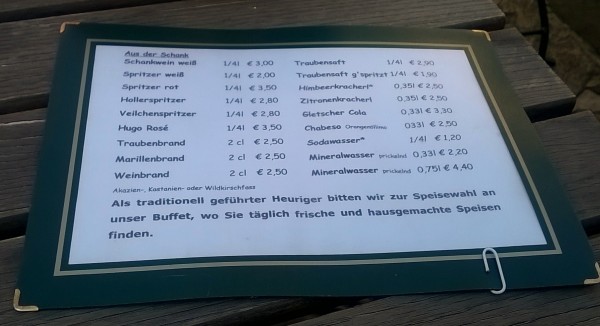 Aus der Schank
Schankwein weiß 1/4l € 3,00
Spritzer weiß 1/4l € 2,00
Spritzer rot 1/4l € 3,50
Hollerspritzer 1/4l € 2,80
Veilchenspritzer 1/4l € 2,80
Hugo Rosé 1/4l € 3,50
Traubenbrand 2 cl € 2,50
Marillenbrand 2 cl € 2,50
Weinbrand 2 cl € 2,50
Akazien-, Kastanien- oder Wildkirschfass
Traubensaft 1/4l € 2,90
Traubensaft g'spritzt 1/4l € 1,90
Himbeerkracherl* 0,35l € 2,50
Zitronenkracherl 0,35l € 2,50
Gletscher Cola 0,33l € 3,30
Chabeso Orangenlimo 033l € 2,50
Sodawasser* 1/4l € 1,20
Mineralwasser prickelnd 0,33l € 2,20
Mineralwasser prickelnd 0,75l € 4,40
Als traditionell geführter Heuriger bitten wir zur Speisewahl an
unser Buffet, wo Sie täglich frische und hausgemachte Speisen
finden.